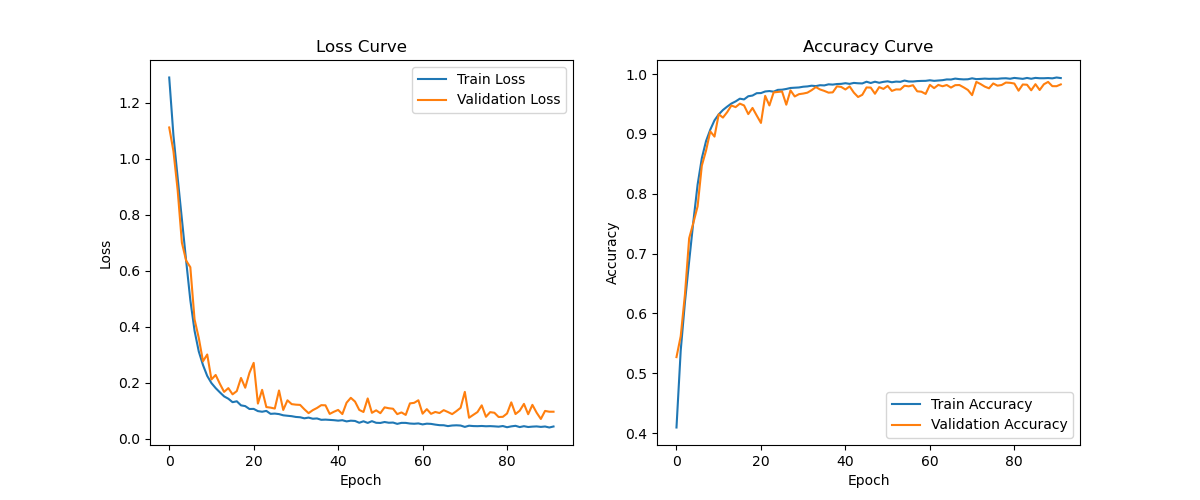 Loss Curve
Train Loss
Validation Loss
1.2
1.0
0.8
0.6
0.4
0.2
0.0
Loss
0
20
40
60
80
Epoch
Accuracy Curve
1.0
0.9
0.8
0.7
0.6
0.5
0.4
Accuracy
Train Accuracy
Validation Accuracy
0
20
40
60
80
Epoch